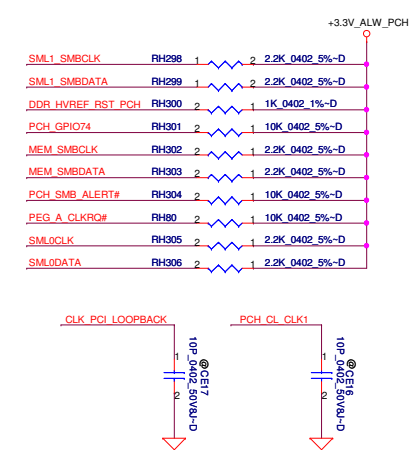 +3.3V_ALW_PCH
SML1_SMBCLK RH298 1 2 2.2K_0402_5%~D
SML1_SMBDATA RH299 1 2 2.2K_0402_5%~D
DDR_HVREF_RST_PCH RH300 2 1 1K_0402_1%~D
PCH_GPIO74 RH301 2 1 10K_0402_5%~D
MEM_SMBCLK RH302 2 1 2.2K_0402_5%~D
MEM_SMBDATA RH303 2 1 2.2K_0402_5%~D
PCH_SMB_ALERT# RH304 2 1 10K_0402_5%~D
PEG_A_CLKRQ# RH80 2 1 10K_0402_5%~D
SML0CLK RH305 2 1 2.2K_0402_5%~D
SML0DATA RH306 2 1 2.2K_0402_5%~D
CLK_PCI_LOOPBACK
1
2
@CE17
10P_0402_50V8J~D
PCH_CL_CLK1
1
2
@CE16
10P_0402_50V8J~D